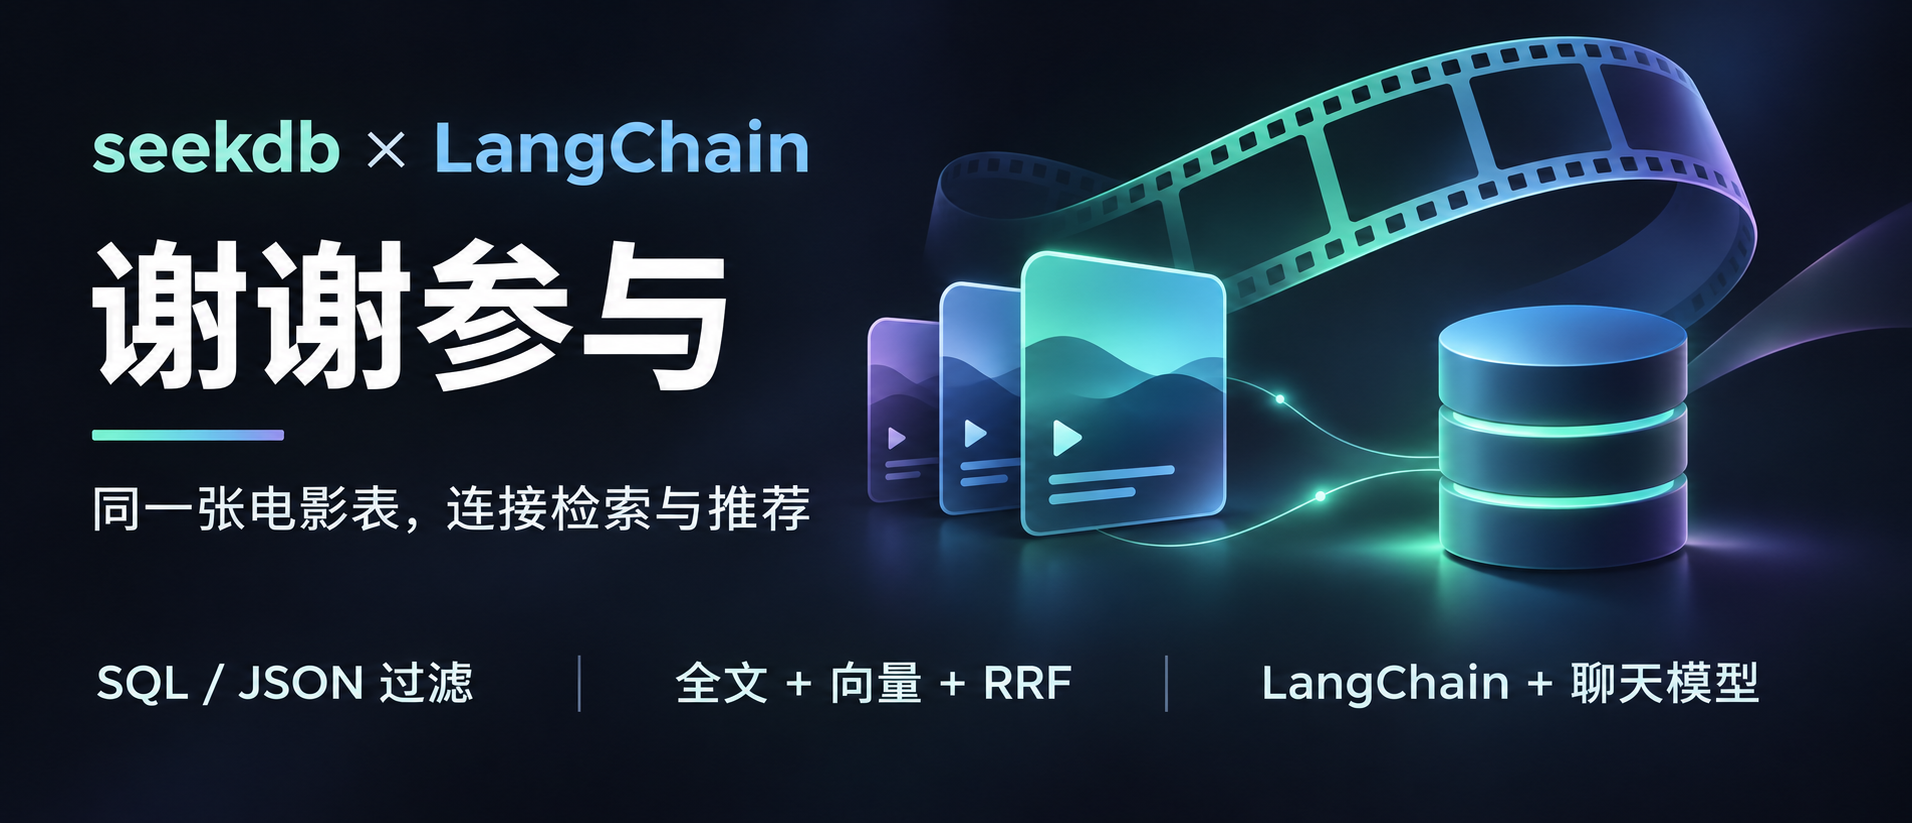 seekdb × LangChain
谢谢参与
同一张电影表，连接检索与推荐
SQL / JSON 过滤
全文 + 向量 + RRF
LangChain + 聊天模型